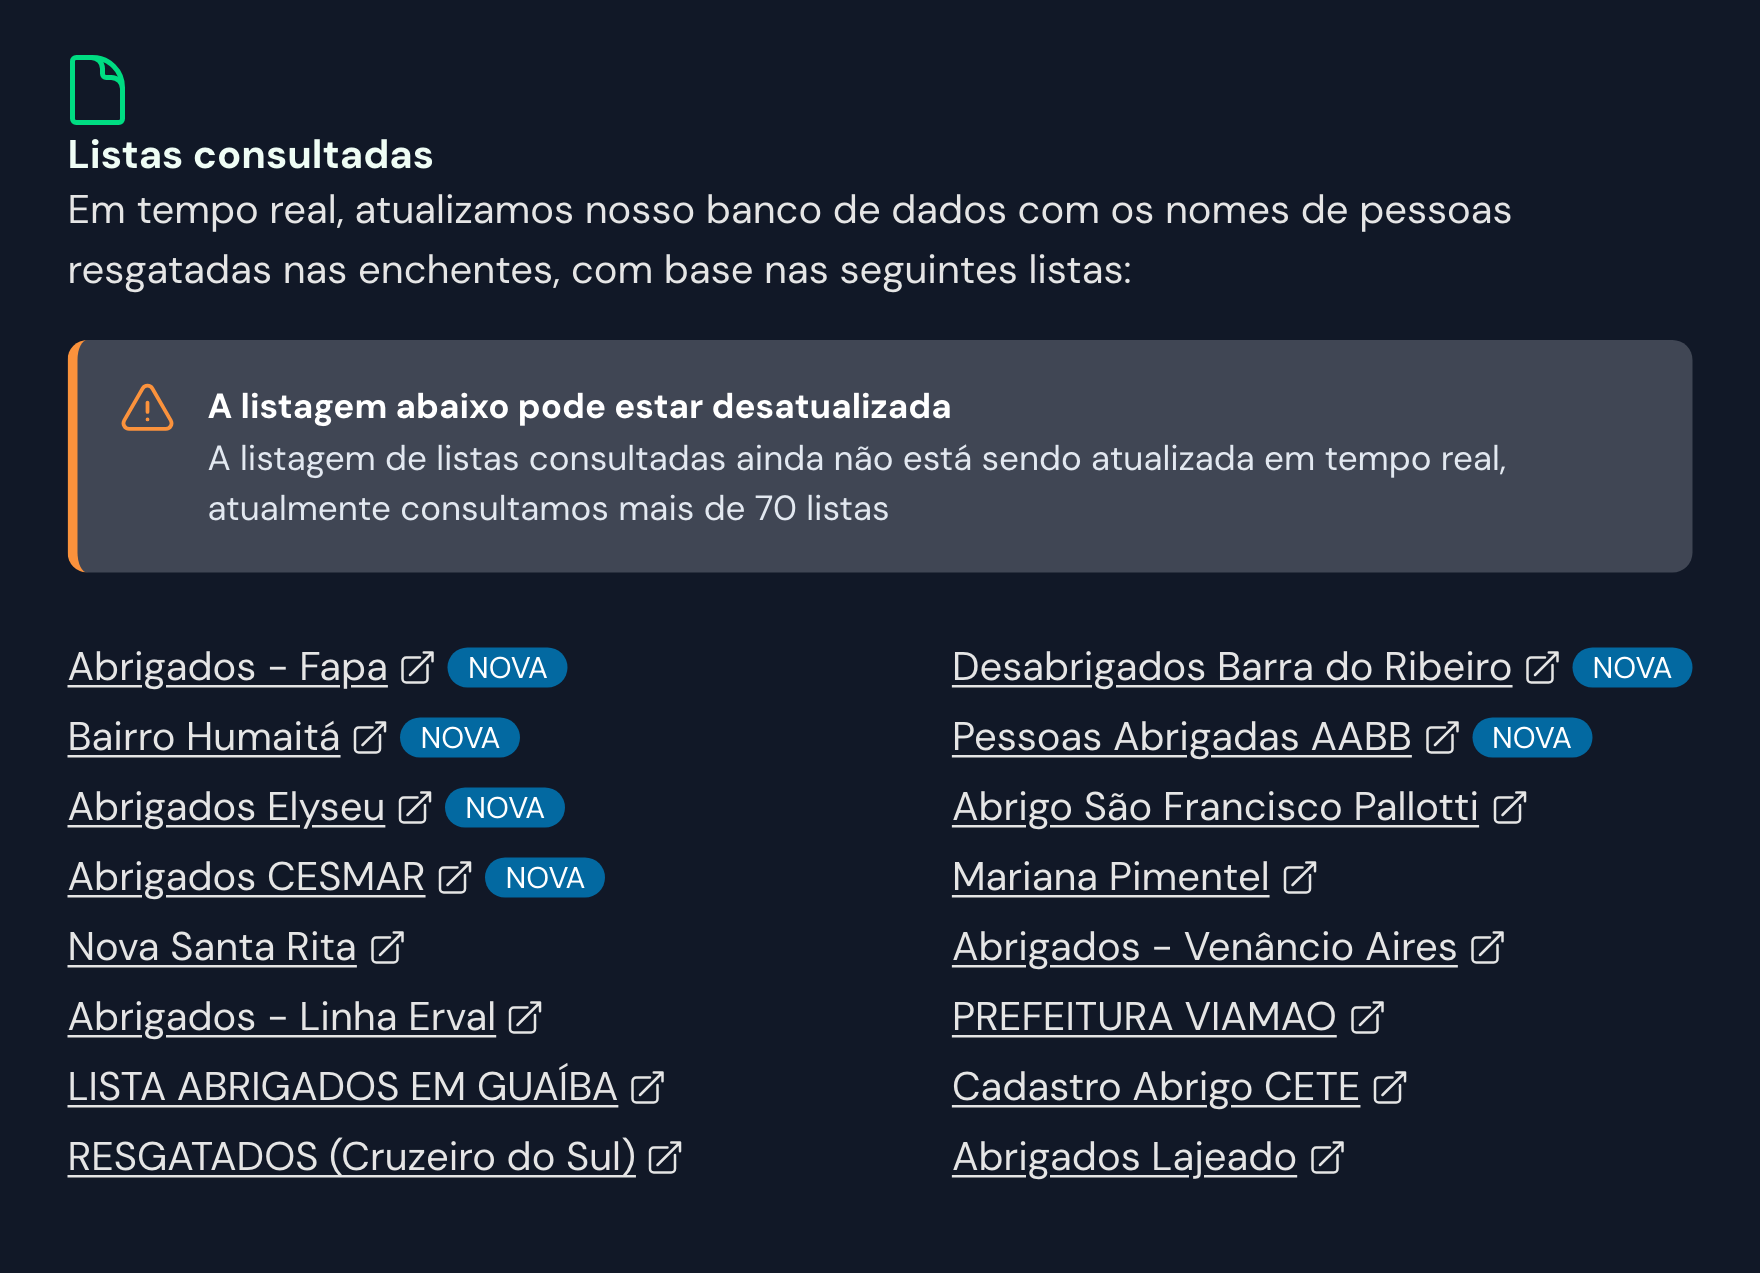 Listas consultadas
Em tempo real, atualizamos nosso banco de dados com os nomes de pessoas
resgatadas nas enchentes, com base nas seguintes listas:
A listagem abaixo pode estar desatualizada
A listagem de listas consultadas ainda não está sendo atualizada em tempo real,
atualmente consultamos mais de 70 listas
Abrigados - Fapa NOVA
Bairro Humaitá NOVA
Abrigados Elyseu NOVA
Abrigados CESMAR NOVA
Nova Santa Rita
Abrigados - Linha Erval
LISTA ABRIGADOS EM GUAÍBA
RESGATADOS (Cruzeiro do Sul)
Desabrigados Barra do Ribeiro NOVA
Pessoas Abrigadas AABB NOVA
Abrigo São Francisco Pallotti
Mariana Pimentel
Abrigados - Venâncio Aires
PREFEITURA VIAMAO
Cadastro Abrigo CETE
Abrigados Lajeado